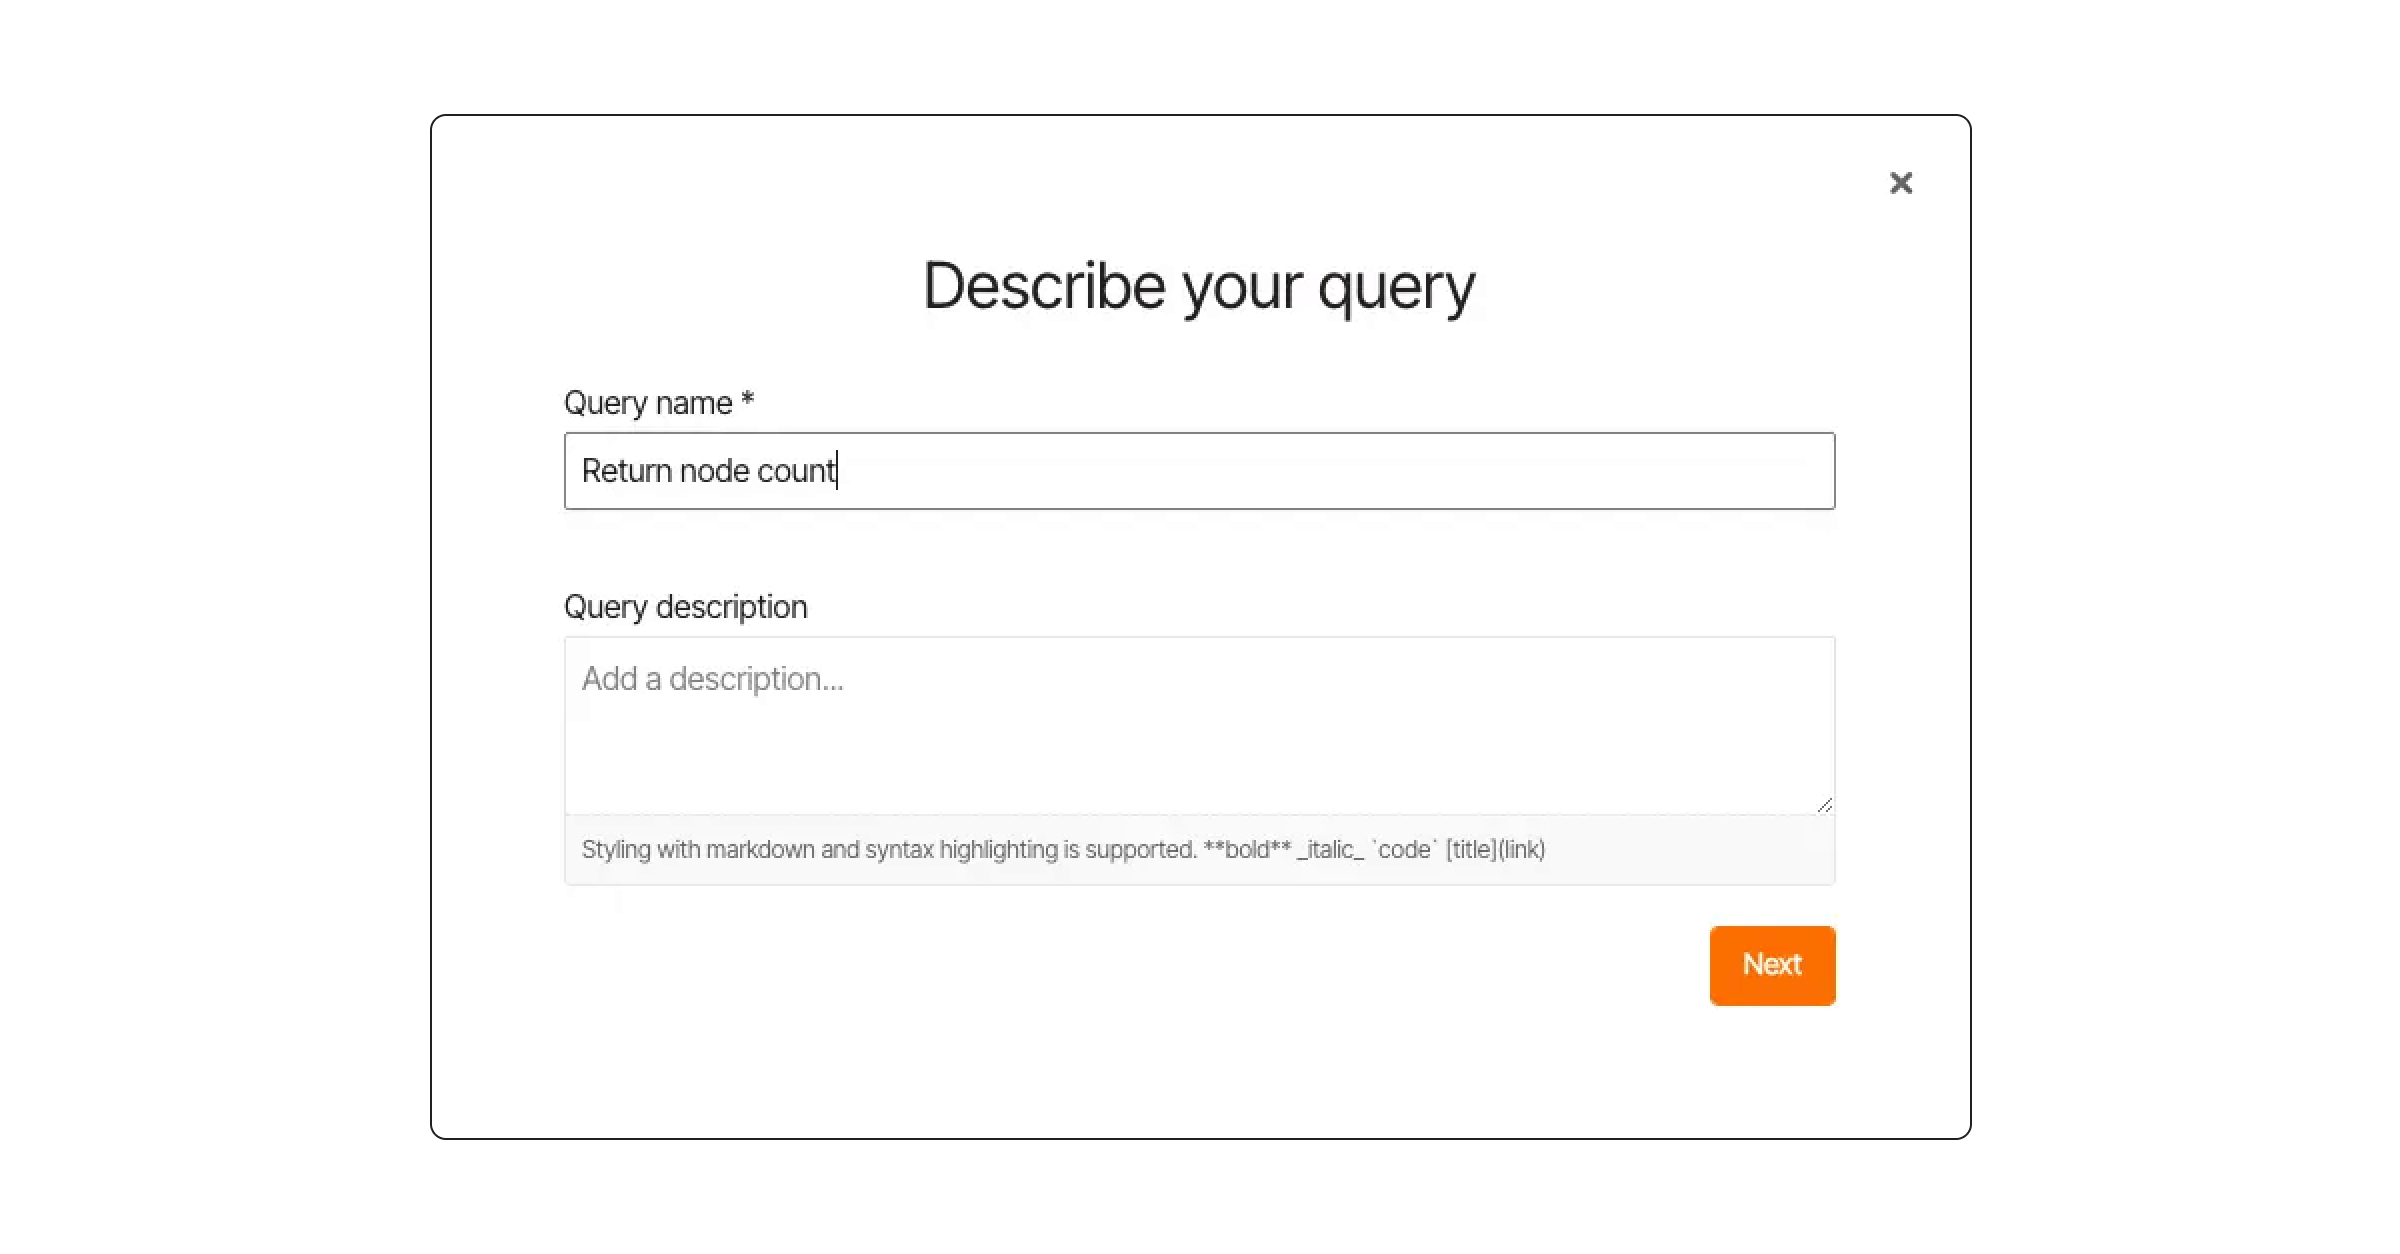 Describe your query
Query name *
Return node count
Query description
Add a description...
Styling with markdown and syntax highlighting is supported. **bold** _italic_ `code` [title](link)
Next